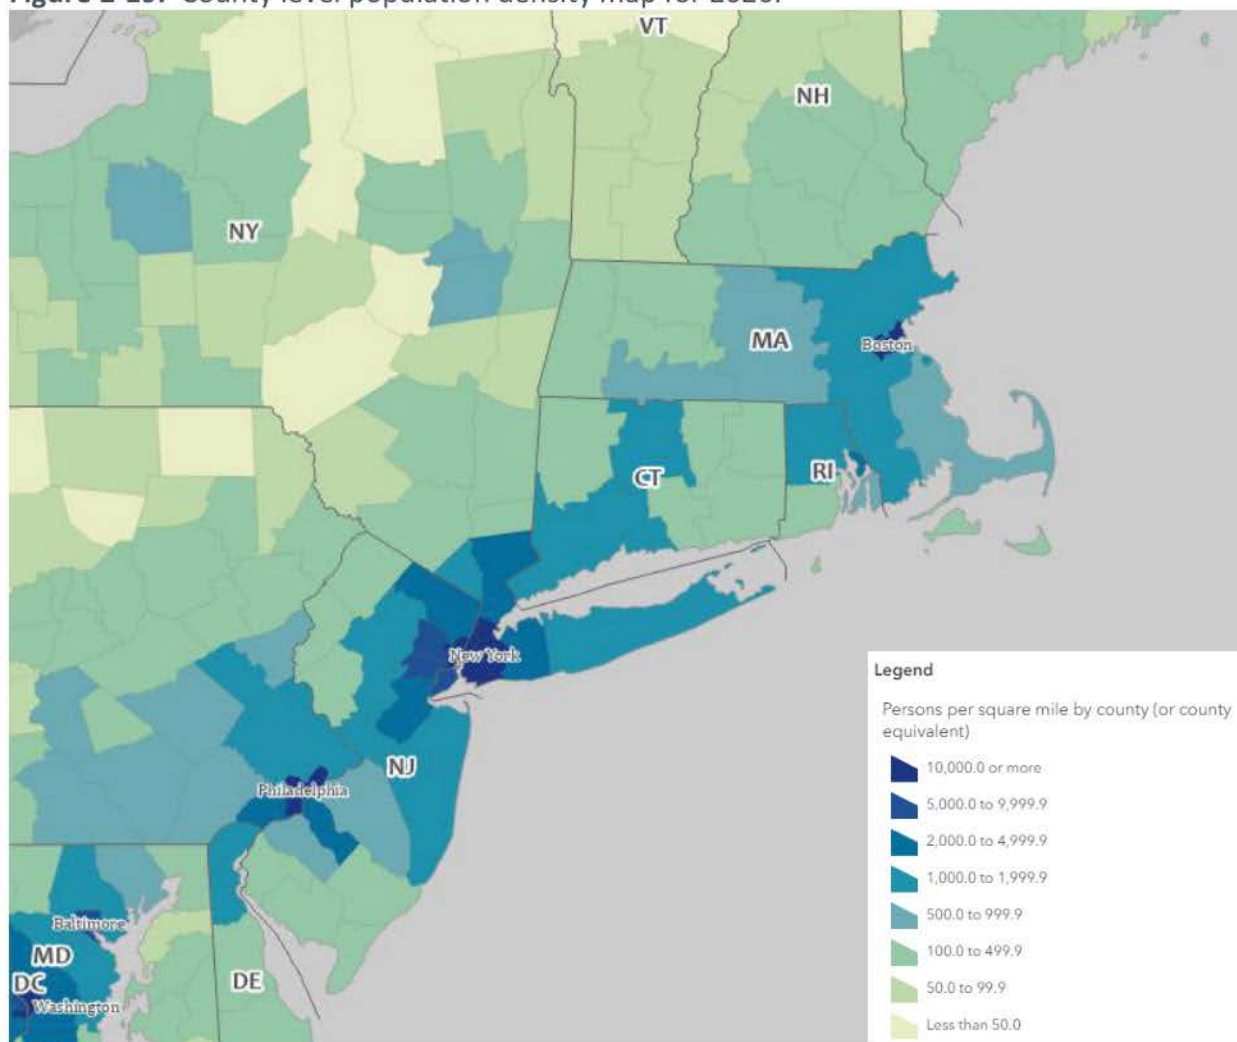 Figure 2-19. County level population density map for 2020.
VT
NH
NY
MA
Boston
CT
RI
New York
NJ
Philadelphia
Baltimore
MD
DC
Washington
DE
Legend
Persons per square mile by county (or county
equivalent)
10,000.0 or more
5,000.0 to 9,999.9
2,000.0 to 4,999.9
1,000.0 to 1,999.9
500.0 to 999.9
100.0 to 499.9
50.0 to 99.9
Less than 50.0